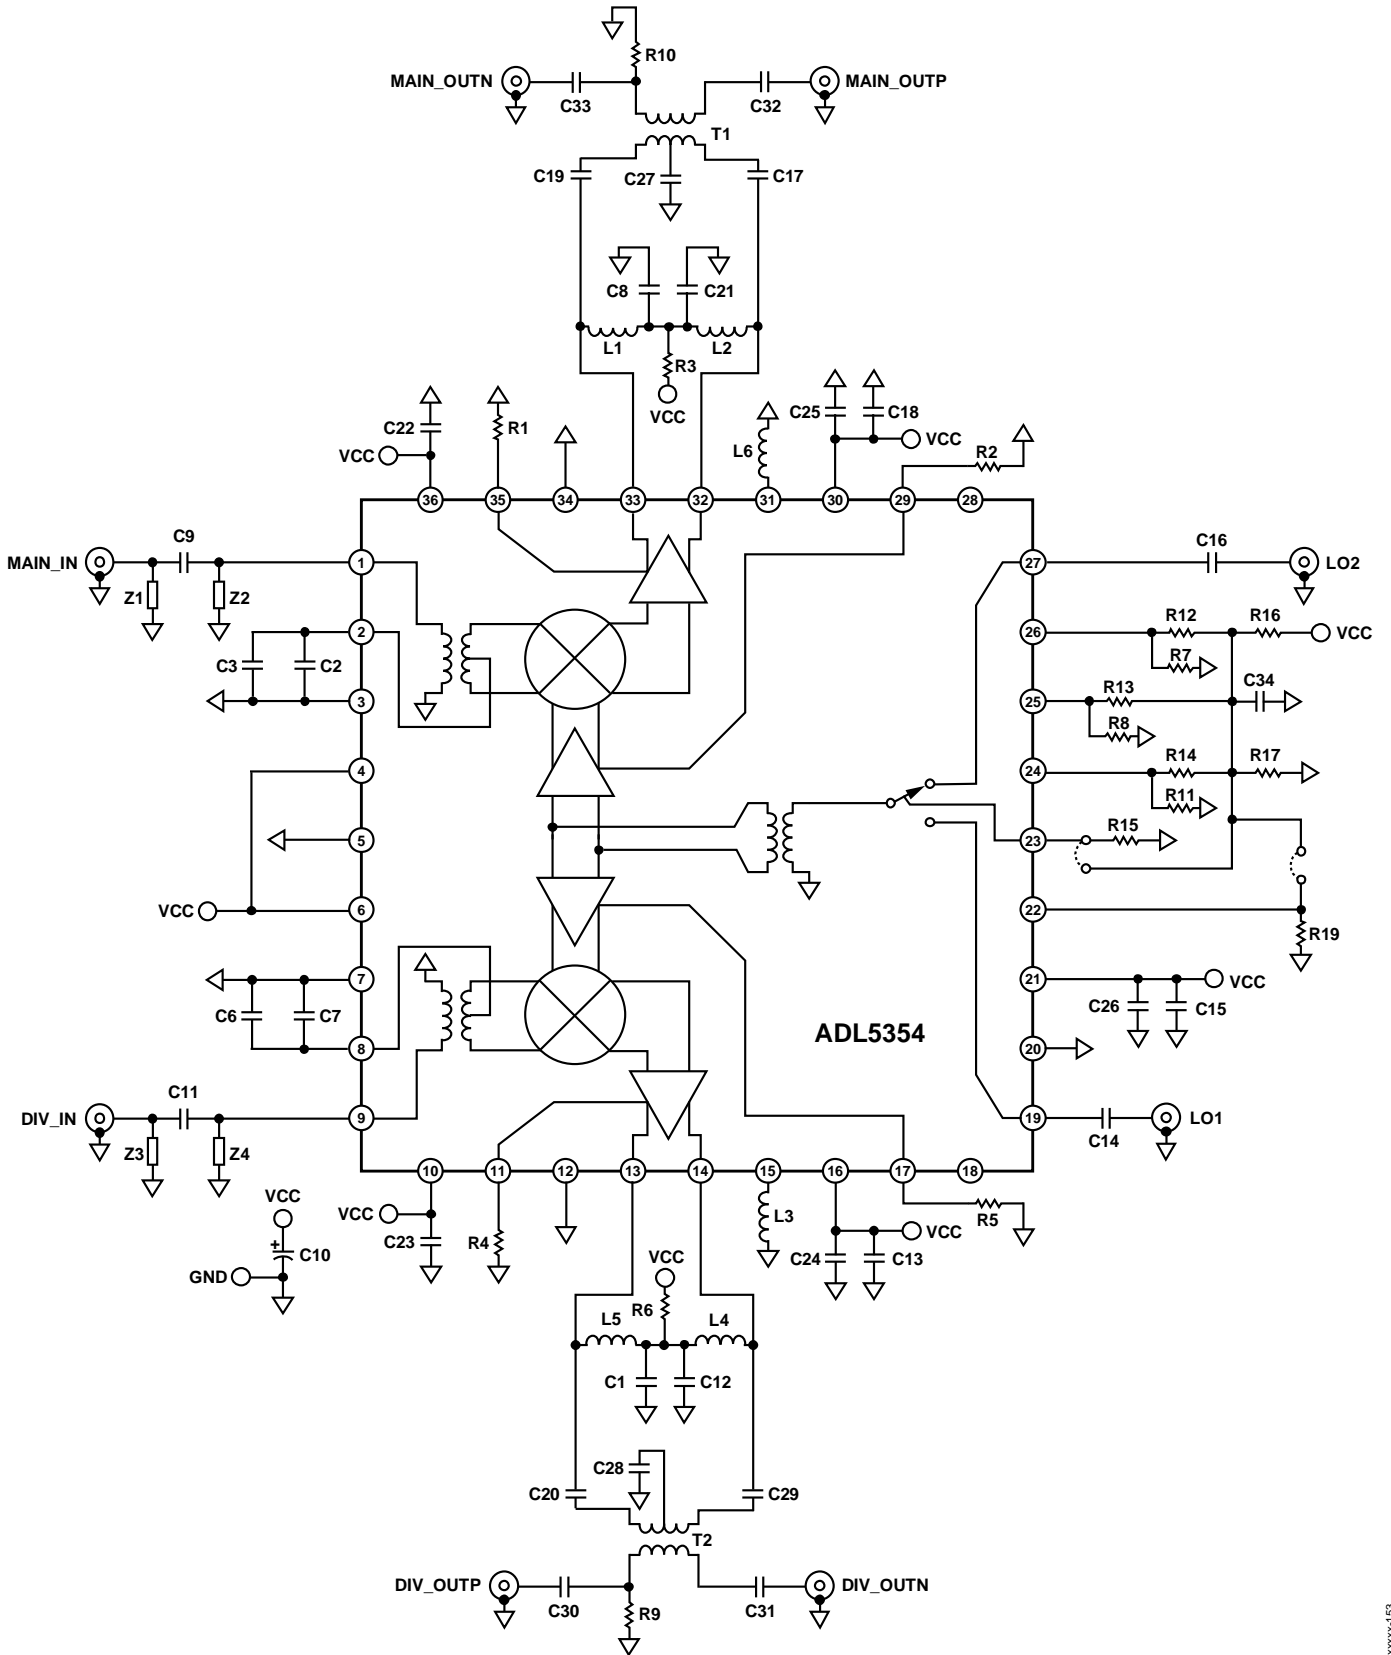 R10
MAIN_OUTN
MAIN_OUTP
C33
C32
T1
C19
C27
C17
C8
C21
L1
L2
R3
VCC
C22
R1
C25
C18
VCC
L6
R2
VCC
36
35
34
33
32
31
30
29
28
MAIN_IN
C9
1
27
C16
LO2
Z1
Z2
2
26
R12
R16
VCC
R7
C3
C2
3
25
R13
C34
R8
4
24
R14
R17
R11
5
23
R15
VCC
6
22
R19
7
21
VCC
C6
C7
C26
C15
ADL5354
8
20
C11
DIV_IN
9
19
C14
LO1
Z3
Z4
10
11
12
13
14
15
16
17
18
VCC
VCC
C23
R4
L3
R5
VCC
C10
+
GND
C24
C13
VCC
R6
L5
L4
C1
C12
C28
C20
C29
T2
DIV_OUTP
DIV_OUTN
C30
R9
C31
xxxxx-153